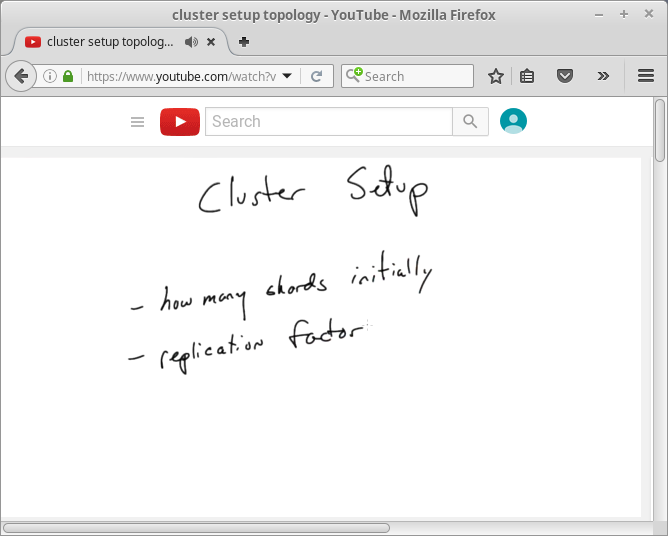 cluster setup topology - YouTube - Mozilla Firefox
cluster setup topolog...
https://www.youtube.com/watch?v
Search
Search
Cluster Setup
- how many shards initially
- replication factor